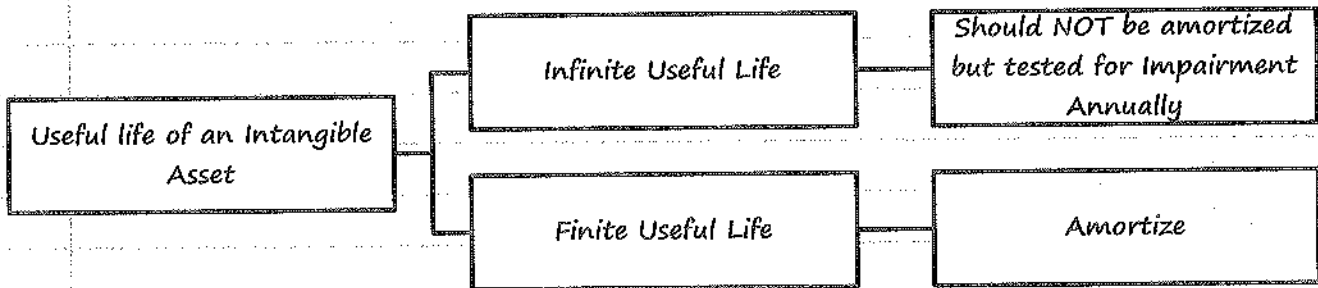 Useful life of an Intangible
Asset
Infinite Useful Life
Should NOT be amortized
but tested for Impairment
Annually
Finite Useful Life
Amortize